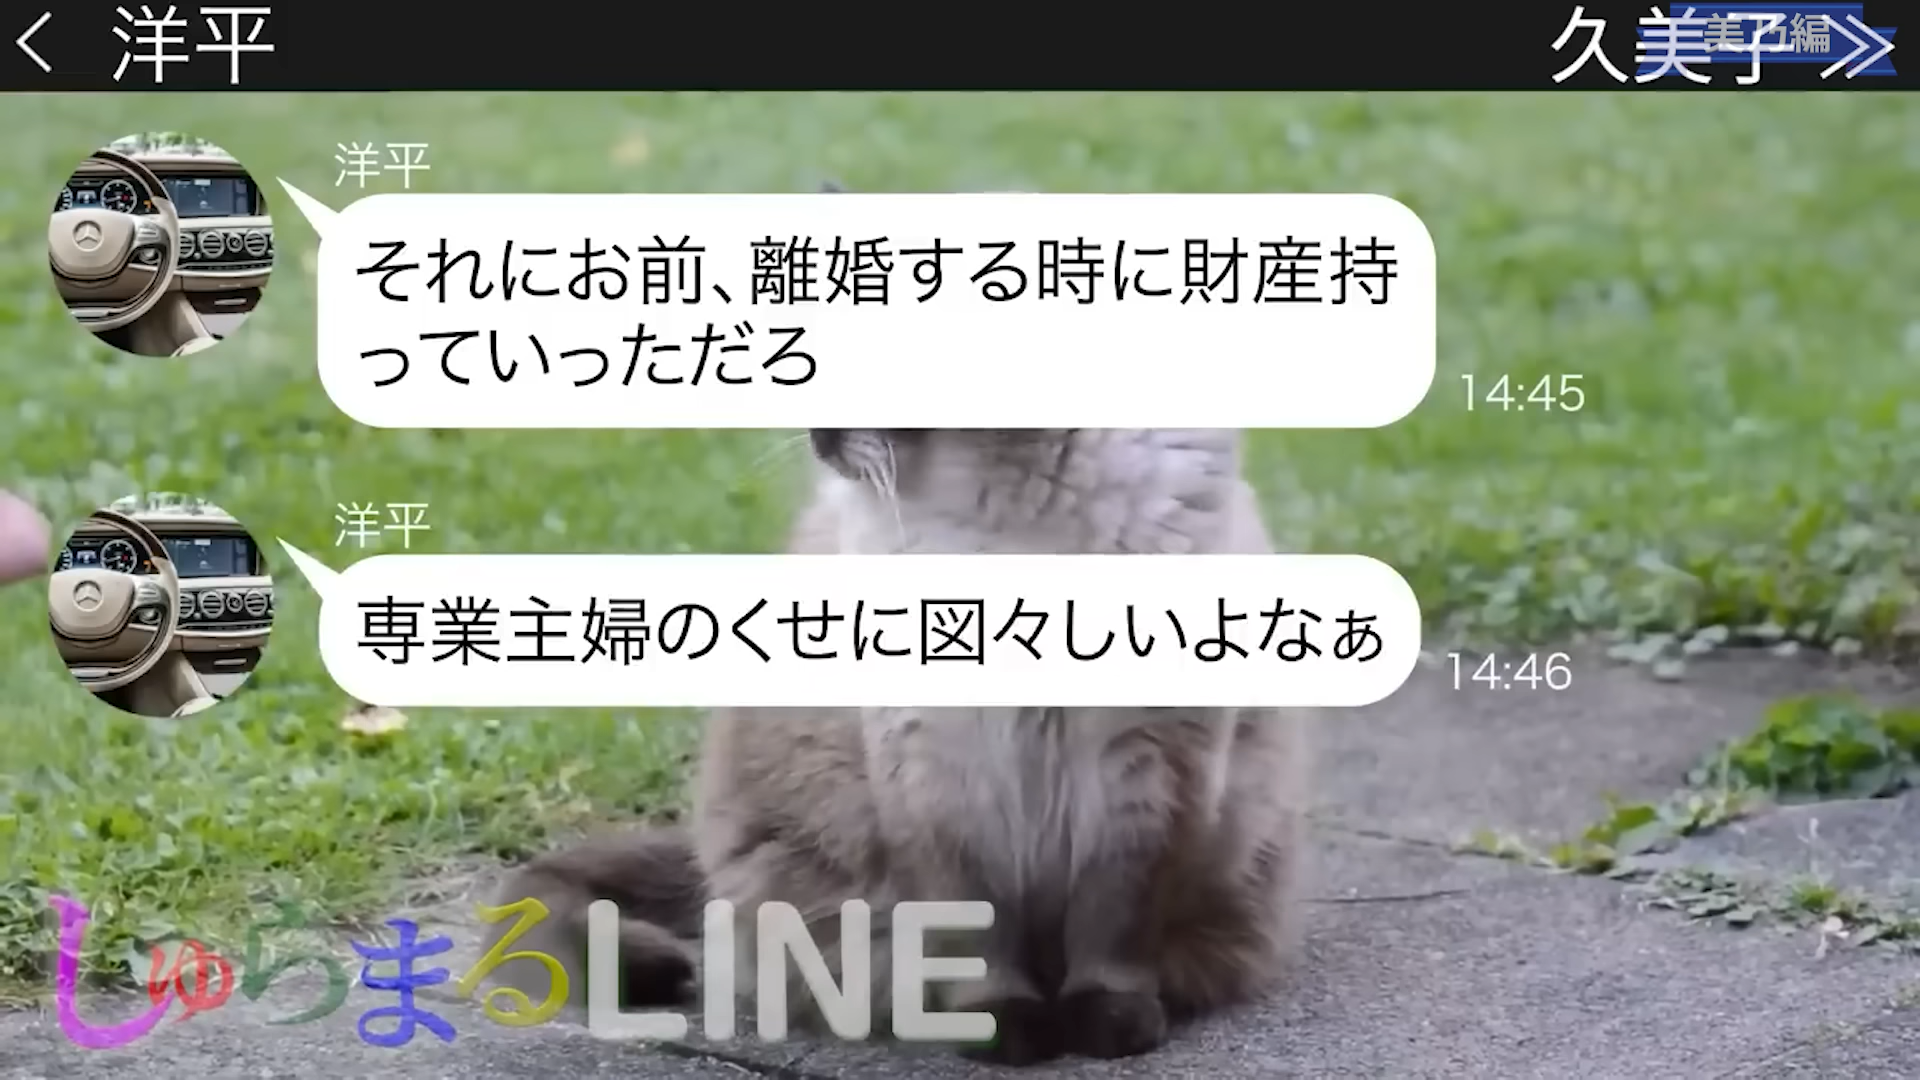 洋平
久美子
美乃編
洋平
それにお前、離婚する時に財産持
っていっただろ
14:45
洋平
専業主婦のくせに図々しいよなぁ
14:46
しゅらまるLINE